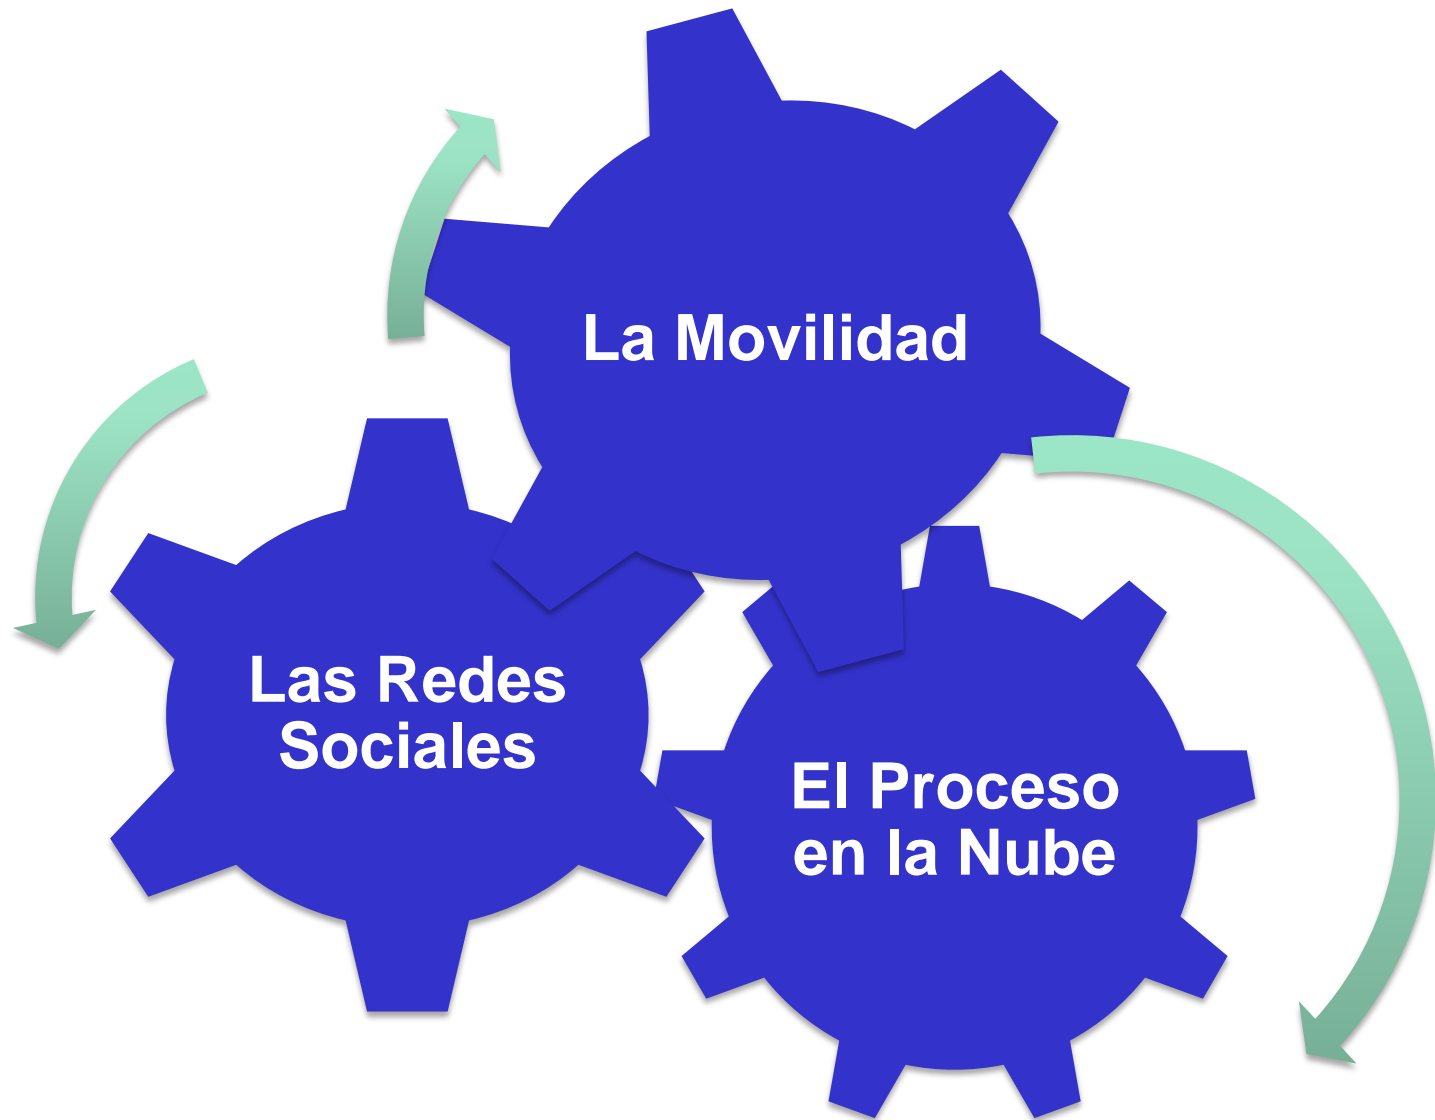 La Movilidad
Las Redes
Sociales
El Proceso
en la Nube